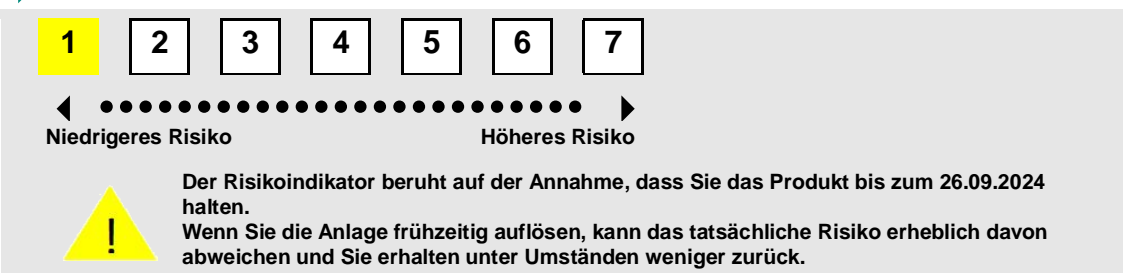 1 2 3 4 5 6 7
Niedrigeres Risiko Höheres Risiko
Der Risikoindikator beruht auf der Annahme, dass Sie das Produkt bis zum 26.09.2024
halten.
! Wenn Sie die Anlage frühzeitig auflösen, kann das tatsächliche Risiko erheblich davon
abweichen und Sie erhalten unter Umständen weniger zurück.